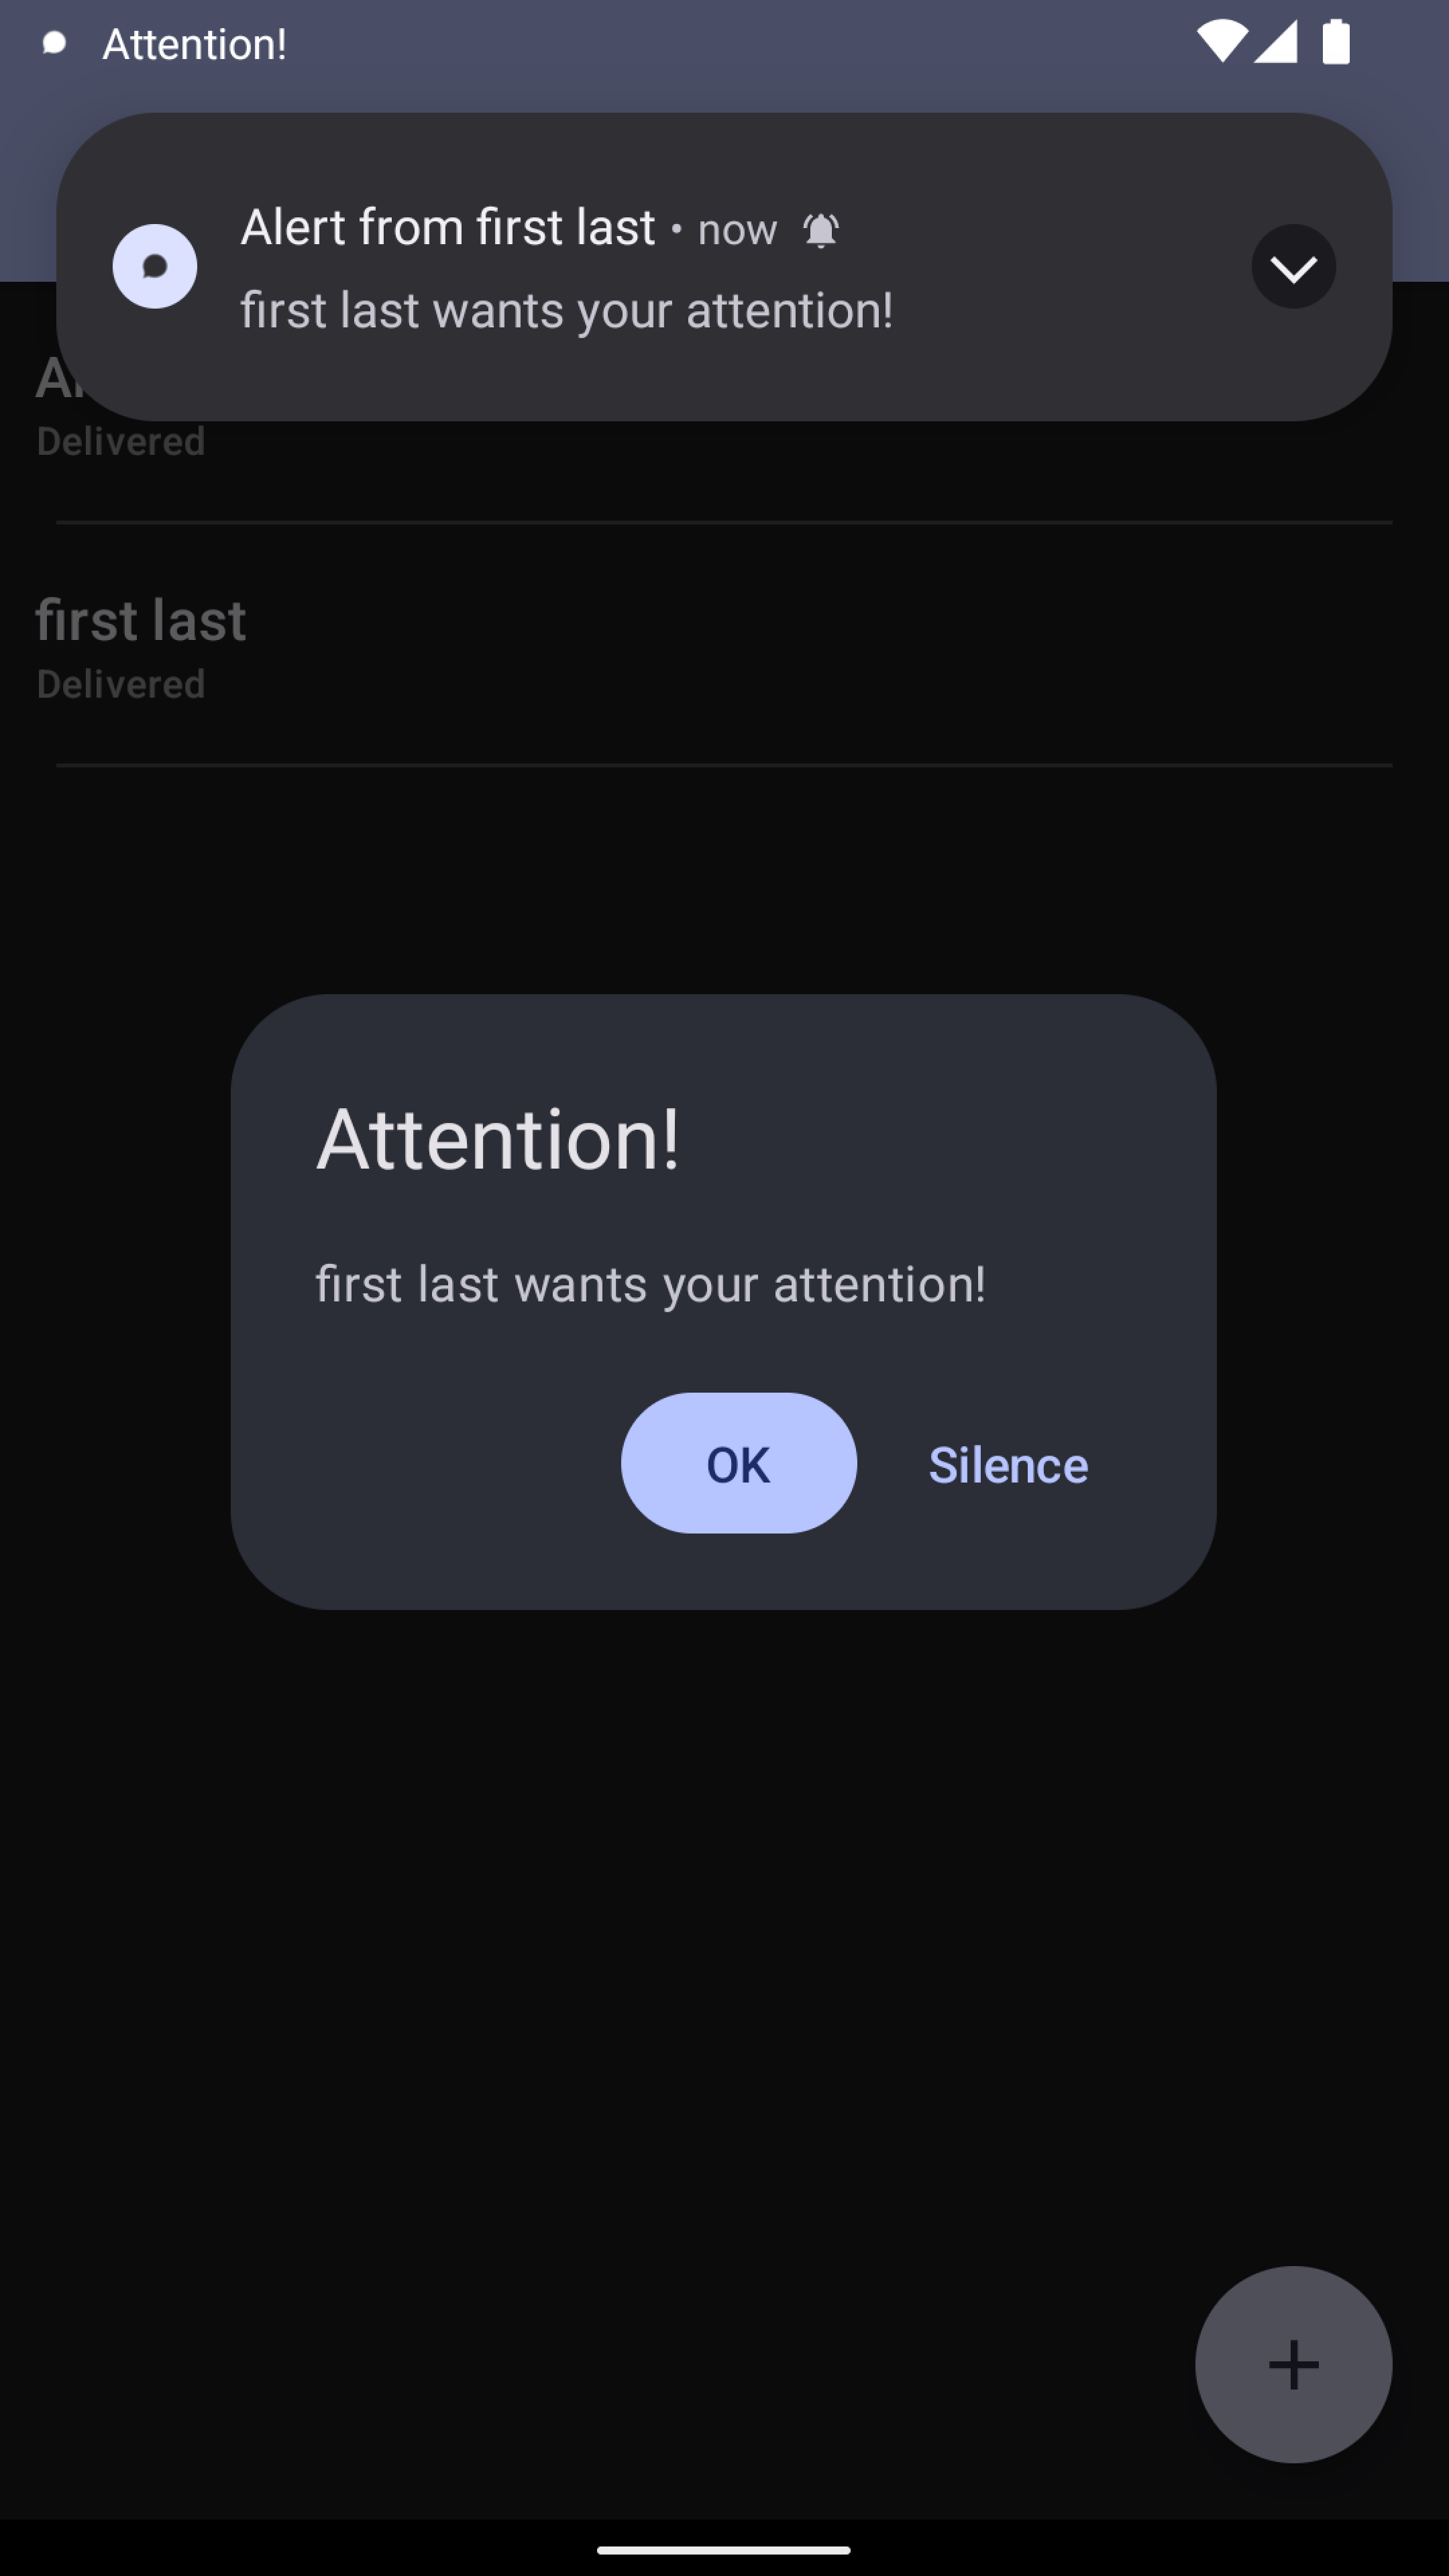 Attention!
Alert from first last • now
first last wants your attention!
Delivered
first last
Delivered
Attention!
first last wants your attention!
OK
Silence